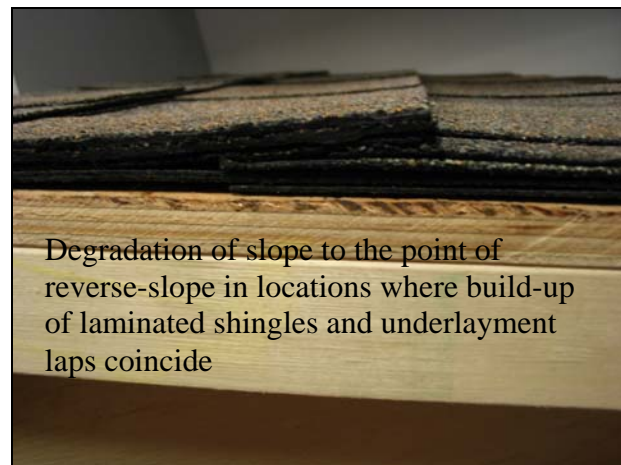 Degradation of slope to the point of
reverse-slope in locations where build-up
of laminated shingles and underlayment
laps coincide